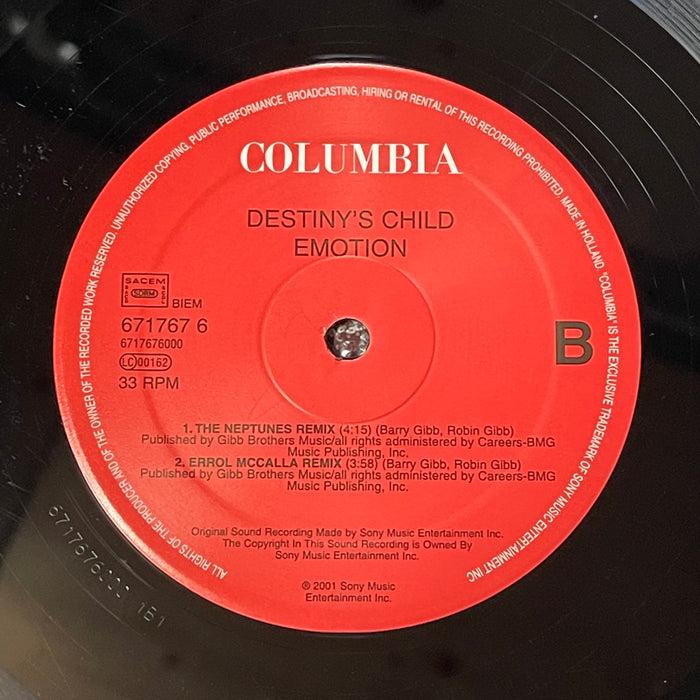 ALL RIGHTS OF THE PRODUCER AND OF THE OWNER OF THE RECORDED WORK RESERVED. UNAUTHORIZED COPYING, PUBLIC PERFORMANCE, BROADCASTING, HIRING OR RENTAL OF THIS RECORDING PROHIBITED. MADE IN HOLLAND. "COLUMBIA" IS THE EXCLUSIVE TRADEMARK OF SONY MUSIC ENTERTAINMENT INC
COLUMBIA
DESTINY'S CHILD
EMOTION
SACEM
SDRM
BIEM
671767 6
6717676000
LC 00162
33 RPM
B
1. THE NEPTUNES REMIX (4:15) (Barry Gibb, Robin Gibb)
Published by Gibb Brothers Music/all rights administered by Careers-BMG
Music Publishing, Inc.
2. ERROL MCCALLA REMIX (3:58) (Barry Gibb, Robin Gibb)
Published by Gibb Brothers Music/all rights administered by Careers-BMG
Music Publishing, Inc.
Original Sound Recording Made by Sony Music Entertainment Inc.
The Copyright In This Sound Recording is Owned By
Sony Music Entertainment Inc.
℗ 2001 Sony Music
Entertainment Inc.
6717676000 1B1